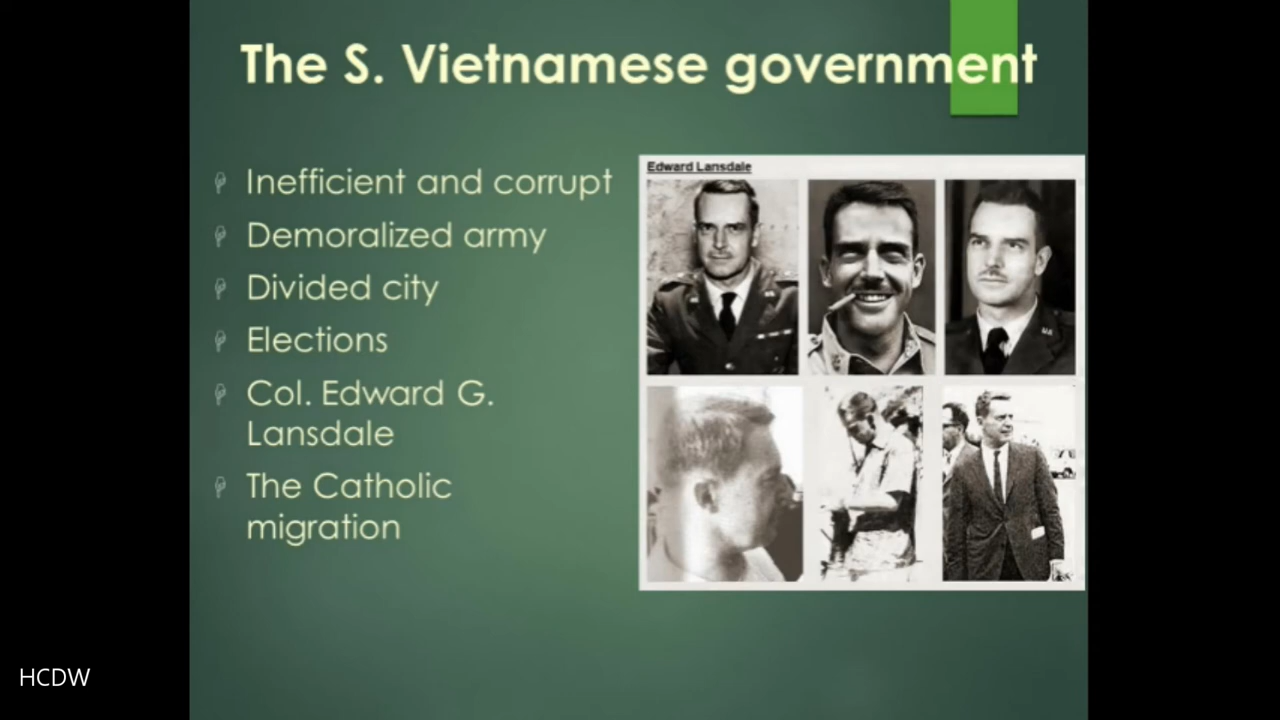 The S. Vietnamese government
Inefficient and corrupt
Demoralized army
Divided city
Elections
Col. Edward G.
Lansdale
The Catholic
migration
Edward Lansdale
HCDW